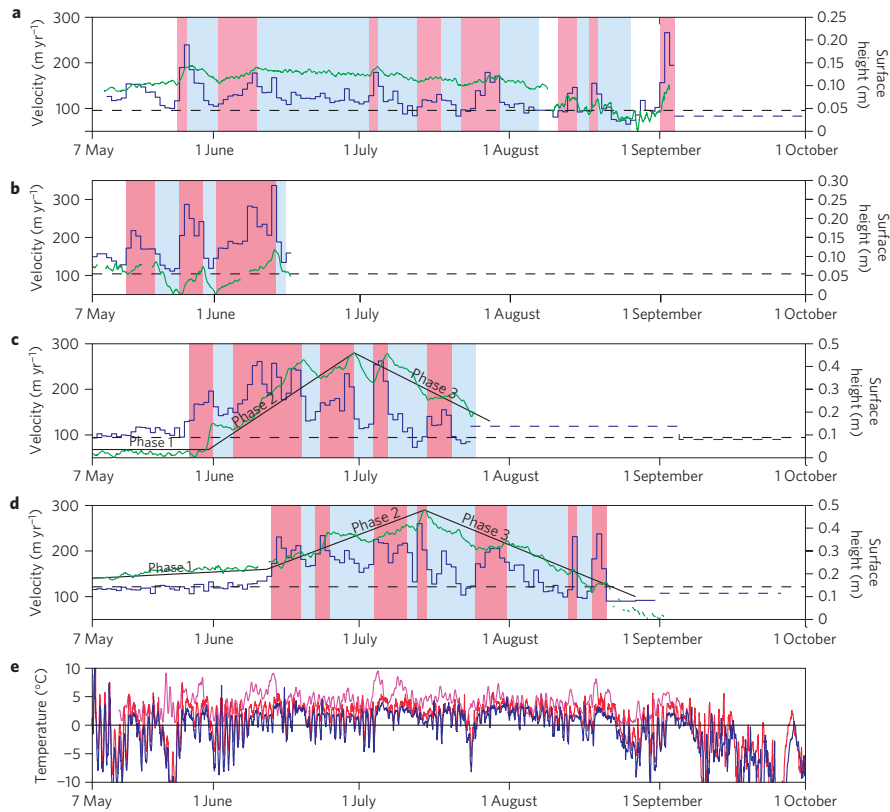 a
300
200
100
Velocity (m yr⁻¹)
0.25
0.20
0.15
0.10
0.05
0
Surface
height (m)
7 May
1 June
1 July
1 August
1 September
1 October
b
300
200
100
Velocity (m yr⁻¹)
0.30
0.25
0.20
0.15
0.10
0.05
0
Surface
height (m)
7 May
1 June
1 July
1 August
1 September
1 October
c
300
200
100
Velocity (m yr⁻¹)
Phase 1
Phase 2
Phase 3
0.5
0.4
0.3
0.2
0.1
0
Surface
height (m)
7 May
1 June
1 July
1 August
1 September
1 October
d
300
200
100
Velocity (m yr⁻¹)
Phase 1
Phase 2
Phase 3
0.5
0.4
0.3
0.2
0.1
0
Surface
height (m)
7 May
1 June
1 July
1 August
1 September
1 October
e
10
5
0
−5
−10
Temperature (°C)
7 May
1 June
1 July
1 August
1 September
1 October